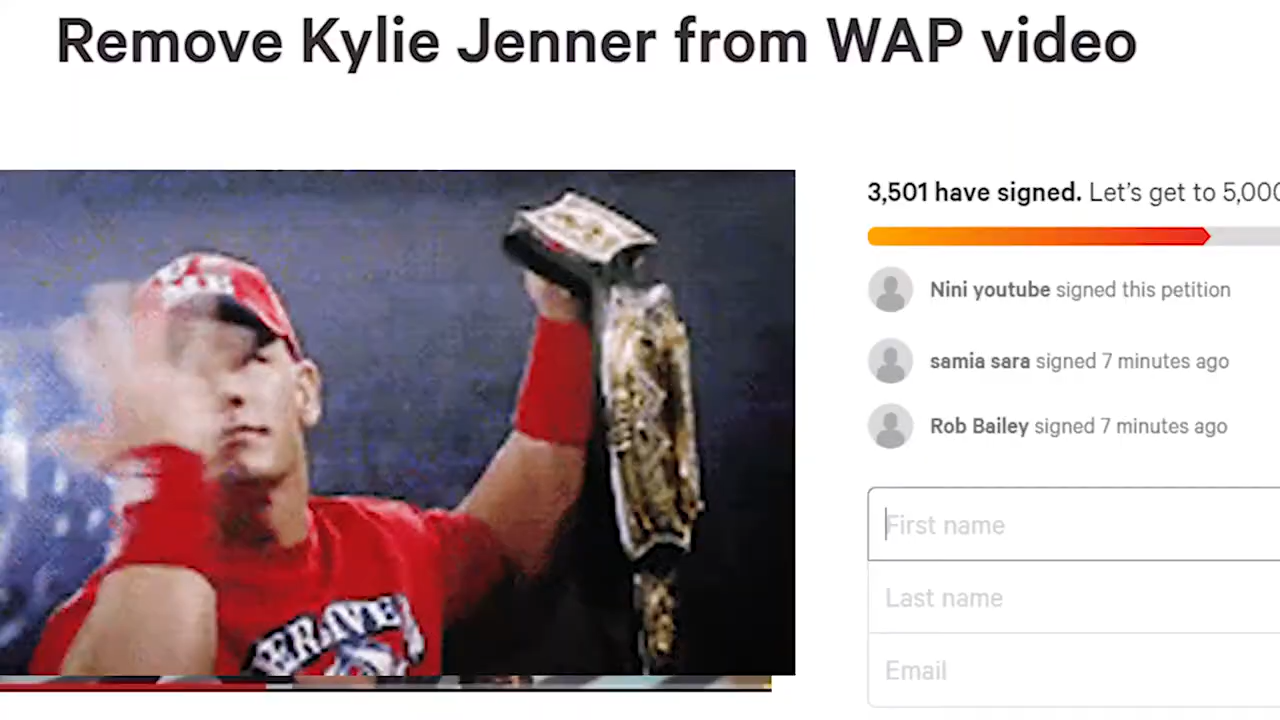 Remove Kylie Jenner from WAP video
3,501 have signed. Let's get to 5,000
Nini youtube signed this petition
samia sara signed 7 minutes ago
Rob Bailey signed 7 minutes ago
First name
Last name
Email